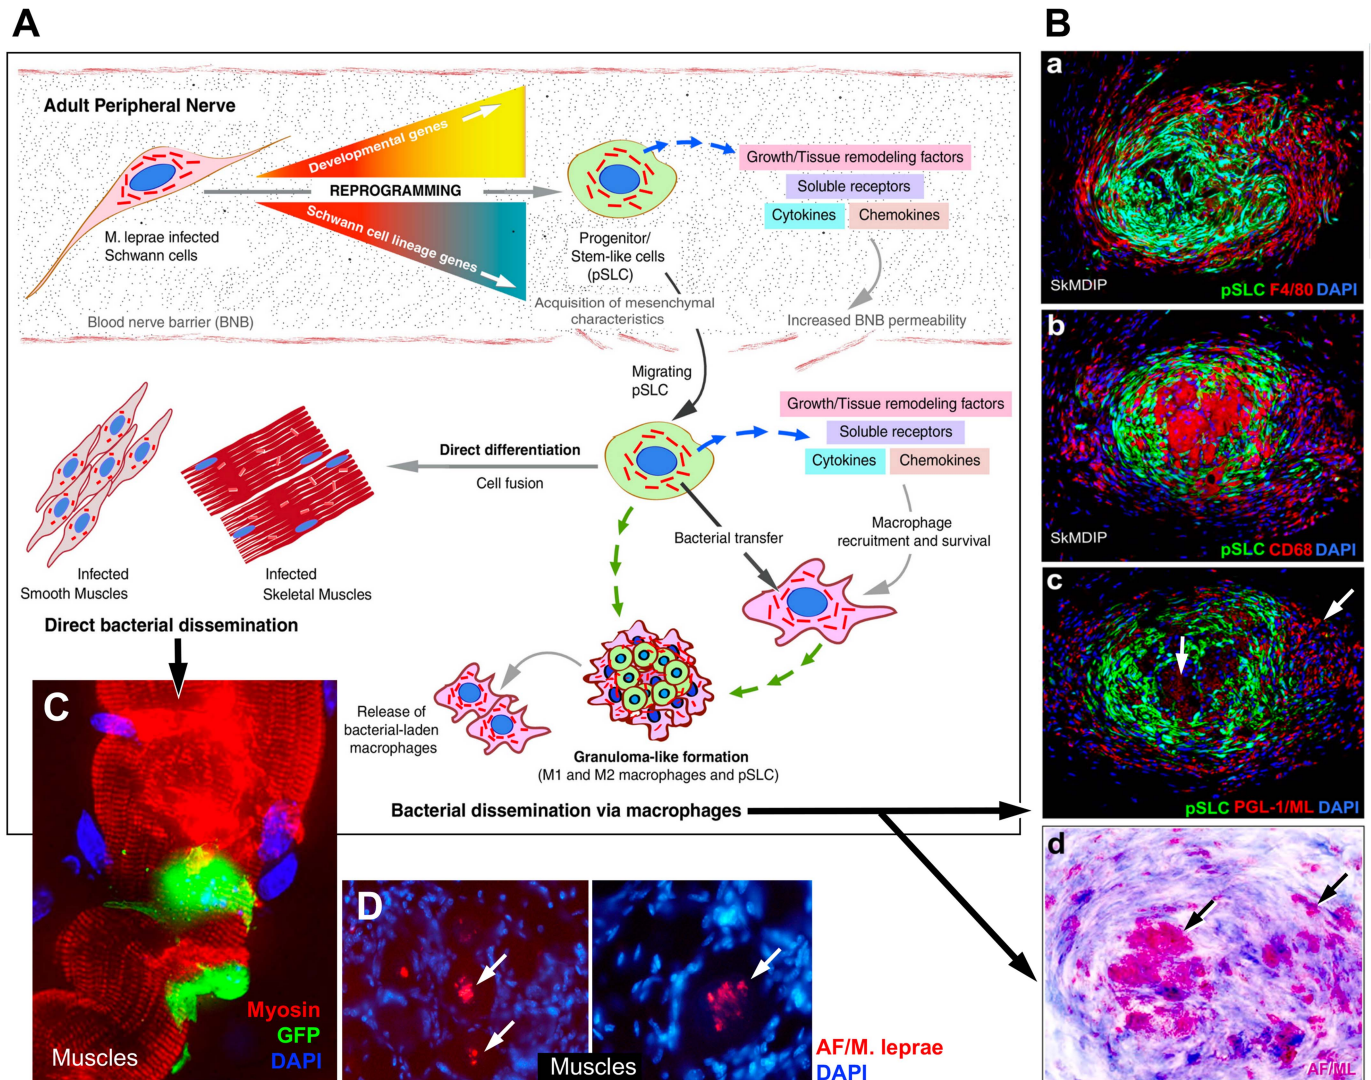 A
B
Adult Peripheral Nerve
Developmental genes
REPROGRAMMING
Schwann cell lineage genes
M. leprae infected
Schwann cells
Blood nerve barrier (BNB)
Progenitor/
Stem-like cells
(pSLC)
Acquisition of mesenchymal
characteristics
Growth/Tissue remodeling factors
Soluble receptors
Cytokines
Chemokines
Increased BNB permeability
Migrating
pSLC
Growth/Tissue remodeling factors
Soluble receptors
Cytokines
Chemokines
Direct differentiation
Cell fusion
Bacterial transfer
Macrophage
recruitment and survival
Infected
Smooth Muscles
Infected
Skeletal Muscles
Direct bacterial dissemination
Release of
bacterial-laden
macrophages
Granuloma-like formation
(M1 and M2 macrophages and pSLC)
Bacterial dissemination via macrophages
a
SkMDIP
pSLC F4/80 DAPI
b
SkMDIP
pSLC CD68 DAPI
c
pSLC PGL-1/ML DAPI
d
AF/ML
C
Myosin
GFP
DAPI
Muscles
D
Muscles
AF/M. leprae
DAPI